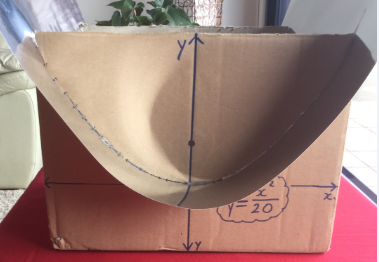 y
x
y = x²/20
y